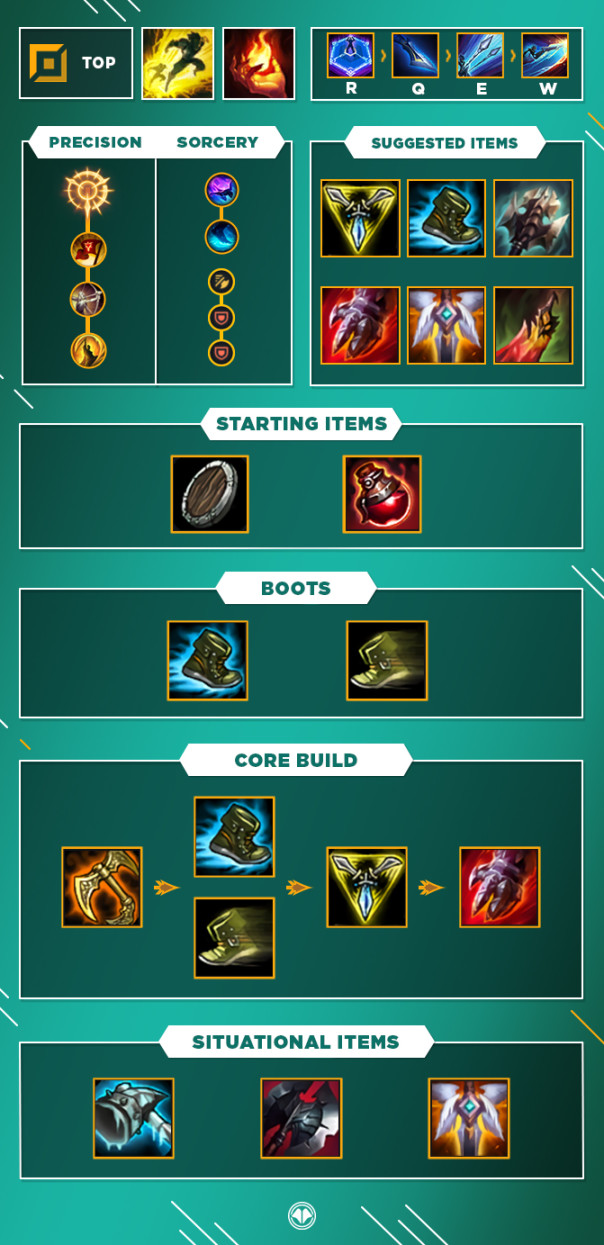 TOP
R
Q
E
W
PRECISION
SORCERY
SUGGESTED ITEMS
STARTING ITEMS
BOOTS
CORE BUILD
SITUATIONAL ITEMS